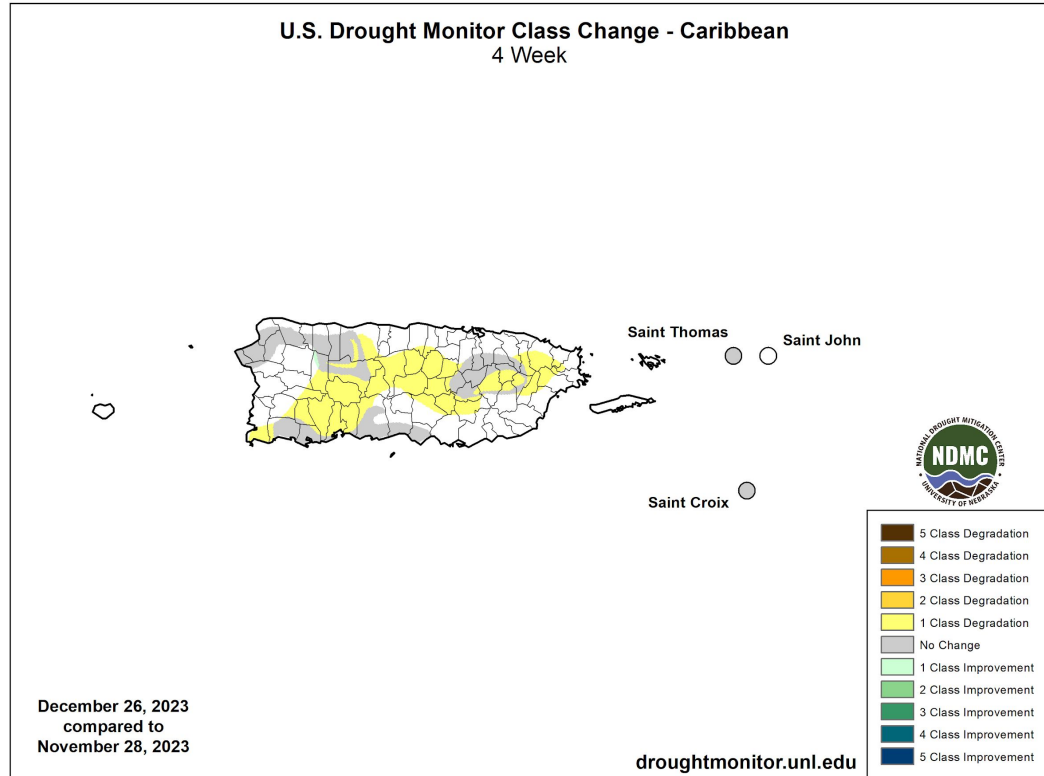 U.S. Drought Monitor Class Change - Caribbean
4 Week
Saint Thomas
Saint John
Saint Croix
NATIONAL DROUGHT MITIGATION CENTER
NDMC
UNIVERSITY OF NEBRASKA
5 Class Degradation
4 Class Degradation
3 Class Degradation
2 Class Degradation
1 Class Degradation
No Change
1 Class Improvement
2 Class Improvement
3 Class Improvement
4 Class Improvement
5 Class Improvement
December 26, 2023
compared to
November 28, 2023
droughtmonitor.unl.edu